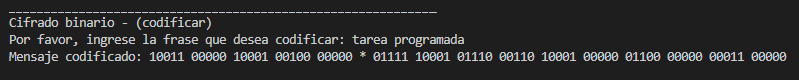 ______________________________________________________________
Cifrado binario - (codificar)
Por favor, ingrese la frase que desea codificar: tarea programada
Mensaje codificado: 10011 00000 10001 00100 00000 * 01111 10001 01110 00110 10001 00000 01100 00000 00011 00000